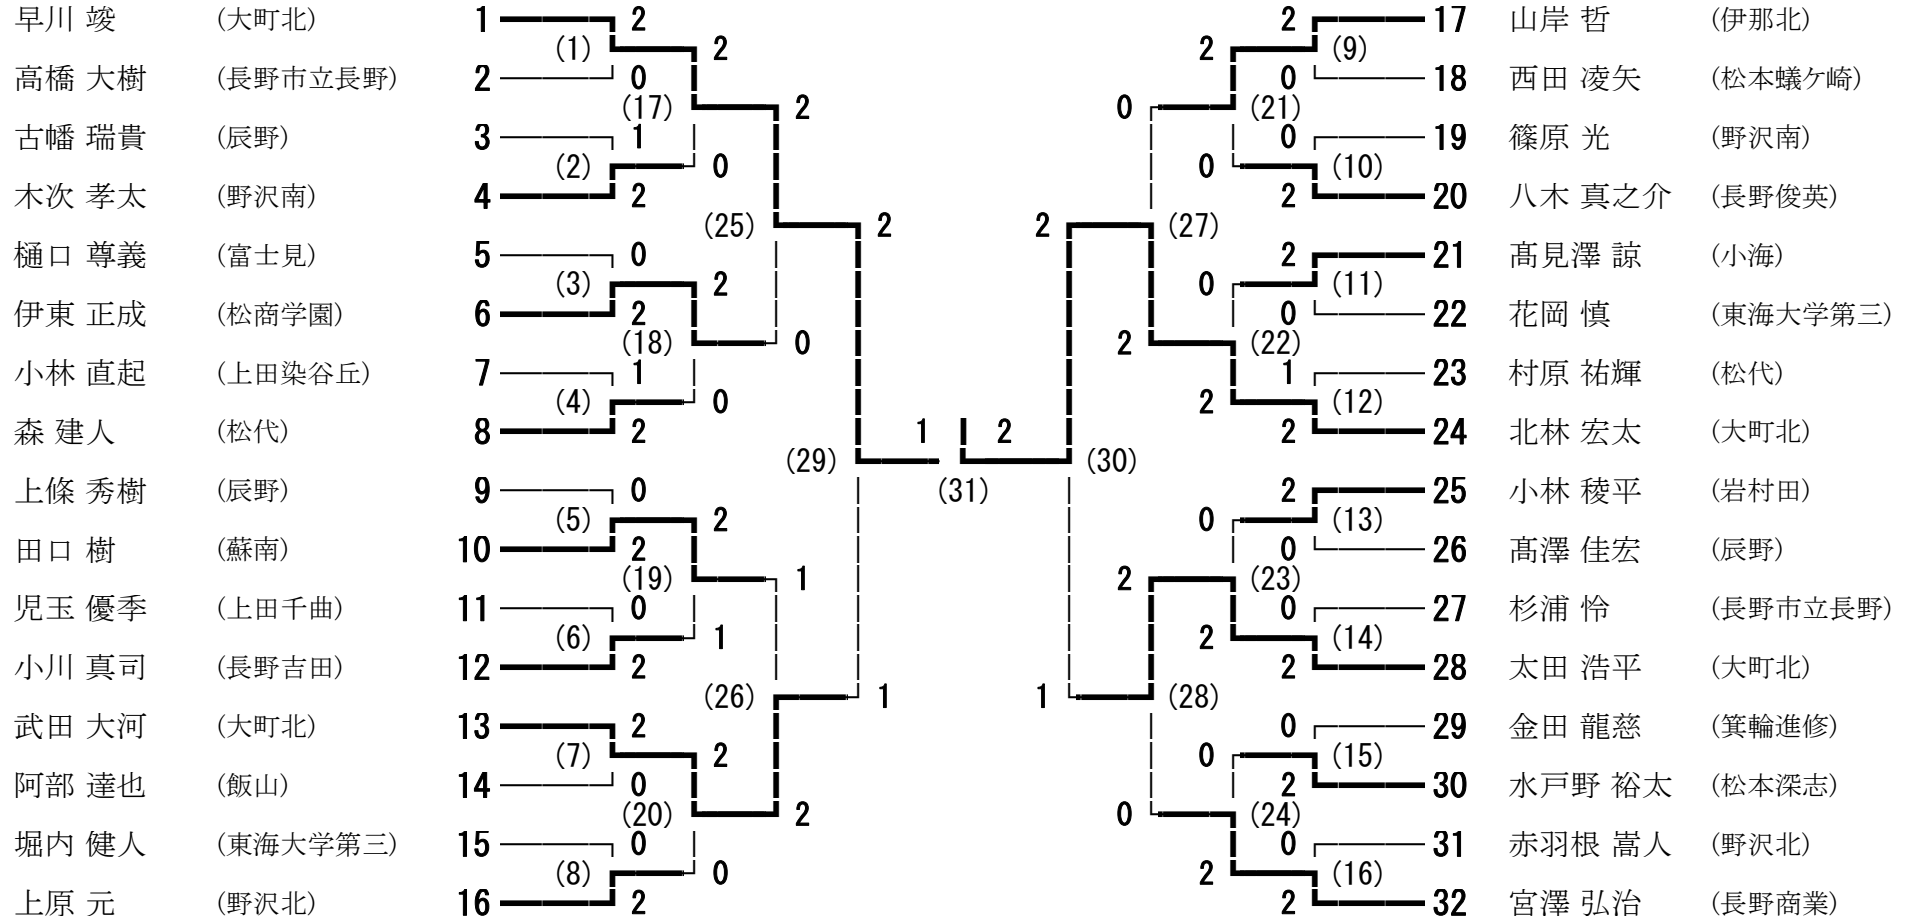 早川 竣 (大町北) 1 2 2 17 山岸 哲 (伊那北)
(1) 2 2 (9)
高橋 大樹 (長野市立長野) 2 0 0 18 西田 凌矢 (松本蟻ケ崎)
(17) 2 0 (21)
古幡 瑞貴 (辰野) 3 1 0 19 篠原 光 (野沢南)
(2) 0 0 (10)
木次 孝太 (野沢南) 4 2 2 20 八木 真之介 (長野俊英)
(25) 2 2 (27)
樋口 尊義 (富士見) 5 0 2 21 髙見澤 諒 (小海)
(3) 2 0 (11)
伊東 正成 (松商学園) 6 2 0 22 花岡 慎 (東海大学第三)
(18) 0 2 (22)
小林 直起 (上田染谷丘) 7 1 1 23 村原 祐輝 (松代)
(4) 0 2 (12)
森 建人 (松代) 8 2 1 2 2 24 北林 宏太 (大町北)
(29) (30)
上條 秀樹 (辰野) 9 0 (31) 2 25 小林 稜平 (岩村田)
(5) 2 0 (13)
田口 樹 (蘇南) 10 2 0 26 髙澤 佳宏 (辰野)
(19) 1 2 (23)
児玉 優季 (上田千曲) 11 0 0 27 杉浦 怜 (長野市立長野)
(6) 1 2 (14)
小川 真司 (長野吉田) 12 2 2 28 太田 浩平 (大町北)
(26) 1 1 (28)
武田 大河 (大町北) 13 2 0 29 金田 龍慈 (箕輪進修)
(7) 2 0 (15)
阿部 達也 (飯山) 14 0 2 30 水戸野 裕太 (松本深志)
(20) 2 0 (24)
堀内 健人 (東海大学第三) 15 0 0 31 赤羽根 嵩人 (野沢北)
(8) 0 2 (16)
上原 元 (野沢北) 16 2 2 32 宮澤 弘治 (長野商業)